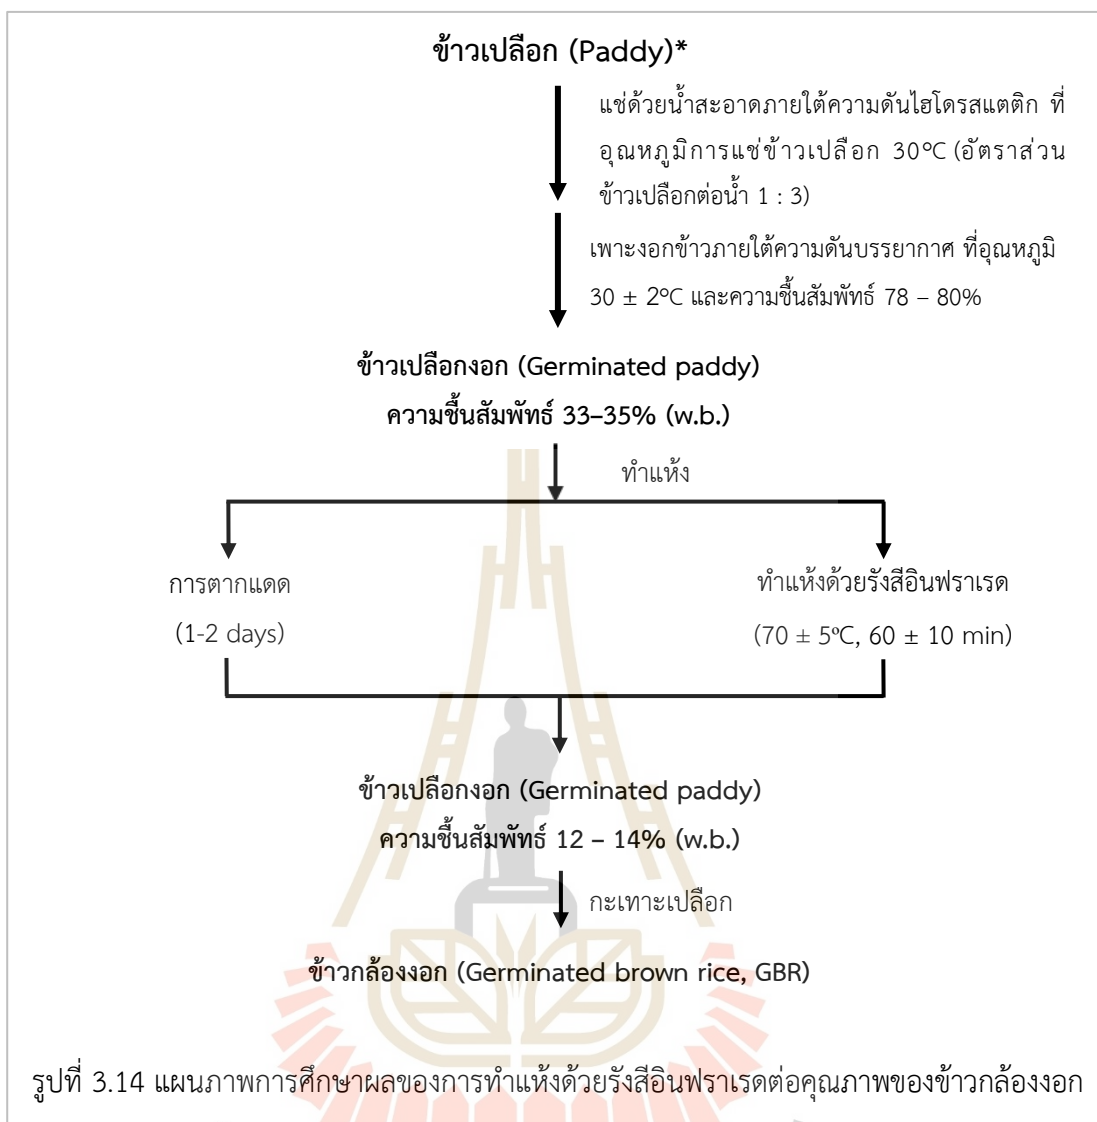 ข้าวเปลือก (Paddy)*
แช่ด้วยน้ำสะอาดภายใต้ความดันไฮโดรสแตติก ที่
อุณหภูมิการแช่ข้าวเปลือก 30°C (อัตราส่วน
ข้าวเปลือกต่อน้ำ 1 : 3)
เพาะงอกข้าวภายใต้ความดันบรรยากาศ ที่อุณหภูมิ
30 ± 2°C และความชื้นสัมพัทธ์ 78 – 80%
ข้าวเปลือกงอก (Germinated paddy)
ความชื้นสัมพัทธ์ 33–35% (w.b.)
ทำแห้ง
การตากแดด
(1-2 days)
ทำแห้งด้วยรังสีอินฟราเรด
(70 ± 5°C, 60 ± 10 min)
ข้าวเปลือกงอก (Germinated paddy)
ความชื้นสัมพัทธ์ 12 – 14% (w.b.)
กะเทาะเปลือก
ข้าวกล้องงอก (Germinated brown rice, GBR)
รูปที่ 3.14 แผนภาพการศึกษาผลของการทำแห้งด้วยรังสีอินฟราเรดต่อคุณภาพของข้าวกล้องงอก